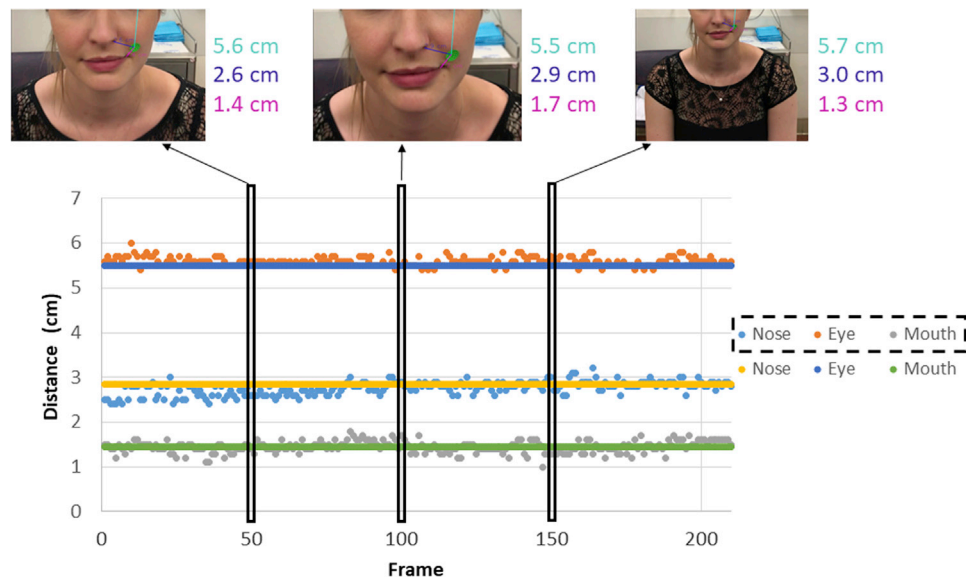 5.6 cm
2.6 cm
1.4 cm
5.5 cm
2.9 cm
1.7 cm
5.7 cm
3.0 cm
1.3 cm
7
6
5
4
3
2
1
0
Distance (cm)
0 50 100 150 200
Frame
Nose Eye Mouth
Nose Eye Mouth